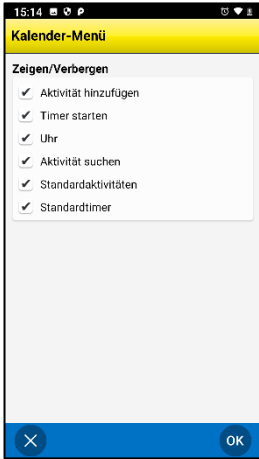 15:14
Kalender-Menü
Zeigen/Verbergen
Aktivität hinzufügen
Timer starten
Uhr
Aktivität suchen
Standardaktivitäten
Standardtimer
OK